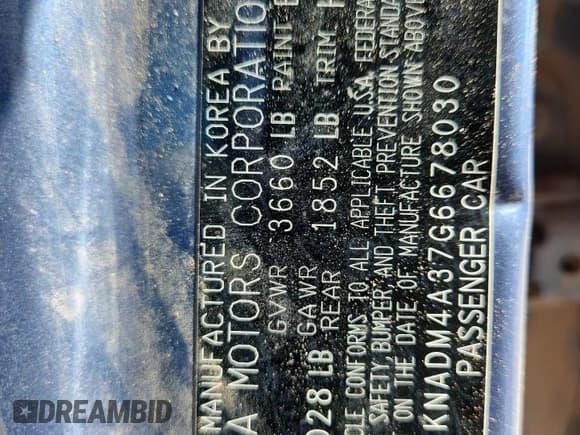 MANUFACTURED IN KOREA BY
A MOTORS CORPORATIO
GVWR 3660 LB PAINT
GAWR
028 LB REAR 1852 LB TRIM
LE CONFORMS TO ALL APPLICABLE U.S.A. FEDERA
SAFETY, BUMPER, AND THEFT PREVENTION STANDA
ON THE DATE OF MANUFACTURE SHOWN ABOV
KNADM4A37G6678030
PASSENGER CAR
DREAMBID